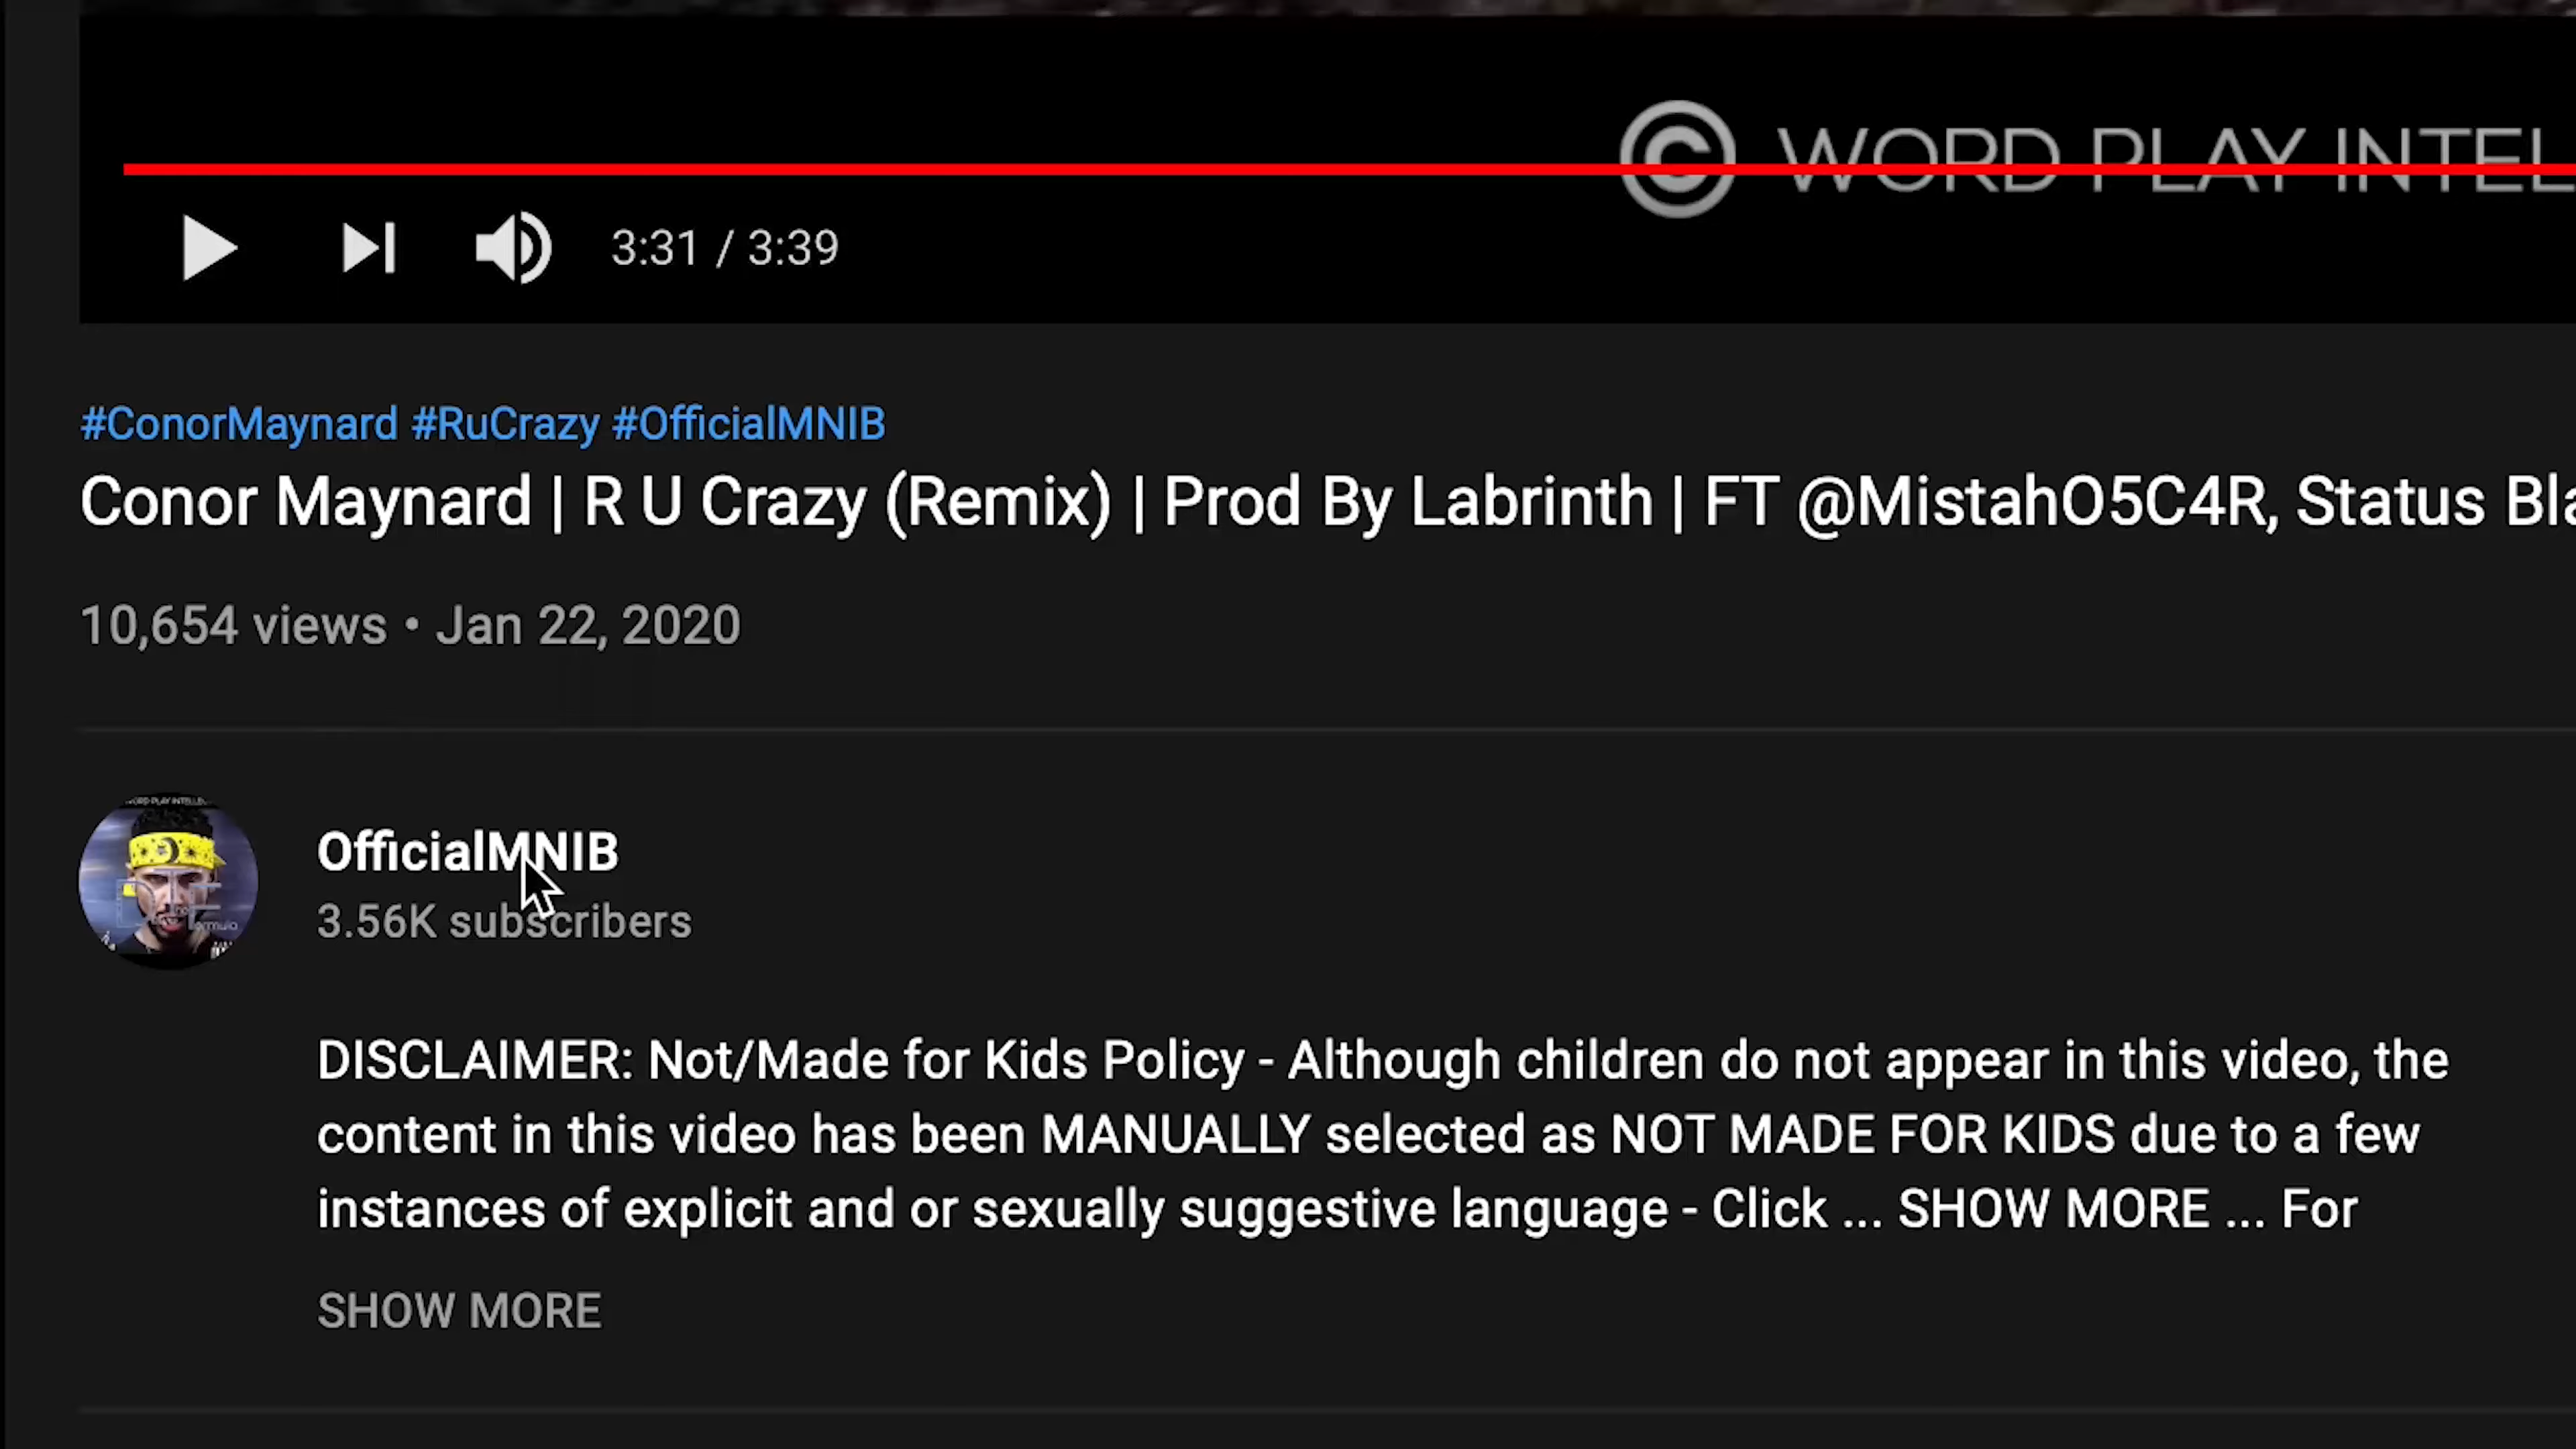 © WORD PLAY INTEL
3:31 / 3:39
#ConorMaynard #RuCrazy #OfficialMNIB
Conor Maynard | R U Crazy (Remix) | Prod By Labrinth | FT @MistahO5C4R, Status Bla
10,654 views • Jan 22, 2020
OfficialMNIB
3.56K subscribers
DISCLAIMER: Not/Made for Kids Policy - Although children do not appear in this video, the
content in this video has been MANUALLY selected as NOT MADE FOR KIDS due to a few
instances of explicit and or sexually suggestive language - Click ... SHOW MORE ... For
SHOW MORE